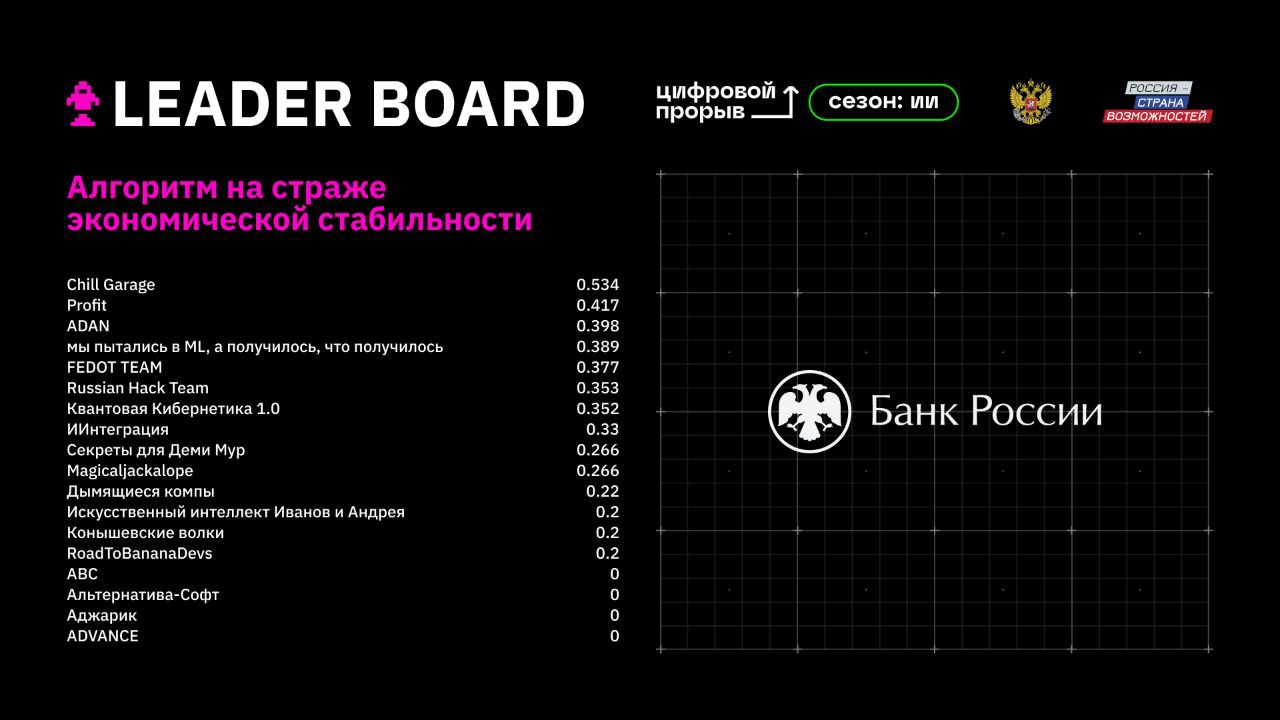 LEADER BOARD
цифровой
прорыв
сезон: ИИ
РОССИЯ –
СТРАНА
ВОЗМОЖНОСТЕЙ
Алгоритм на страже
экономической стабильности
Chill Garage 0.534
Profit 0.417
ADAN 0.398
мы пытались в ML, а получилось, что получилось 0.389
FEDOT TEAM 0.377
Russian Hack Team 0.353
Квантовая Кибернетика 1.0 0.352
ИИнтеграция 0.33
Секреты для Деми Мур 0.266
Magicaljackalope 0.266
Дымящиеся компы 0.22
Искусственный интеллект Иванов и Андрея 0.2
Конышевские волки 0.2
RoadToBananaDevs 0.2
ABC 0
Альтернатива-Софт 0
Аджарик 0
ADVANCE 0
Банк России